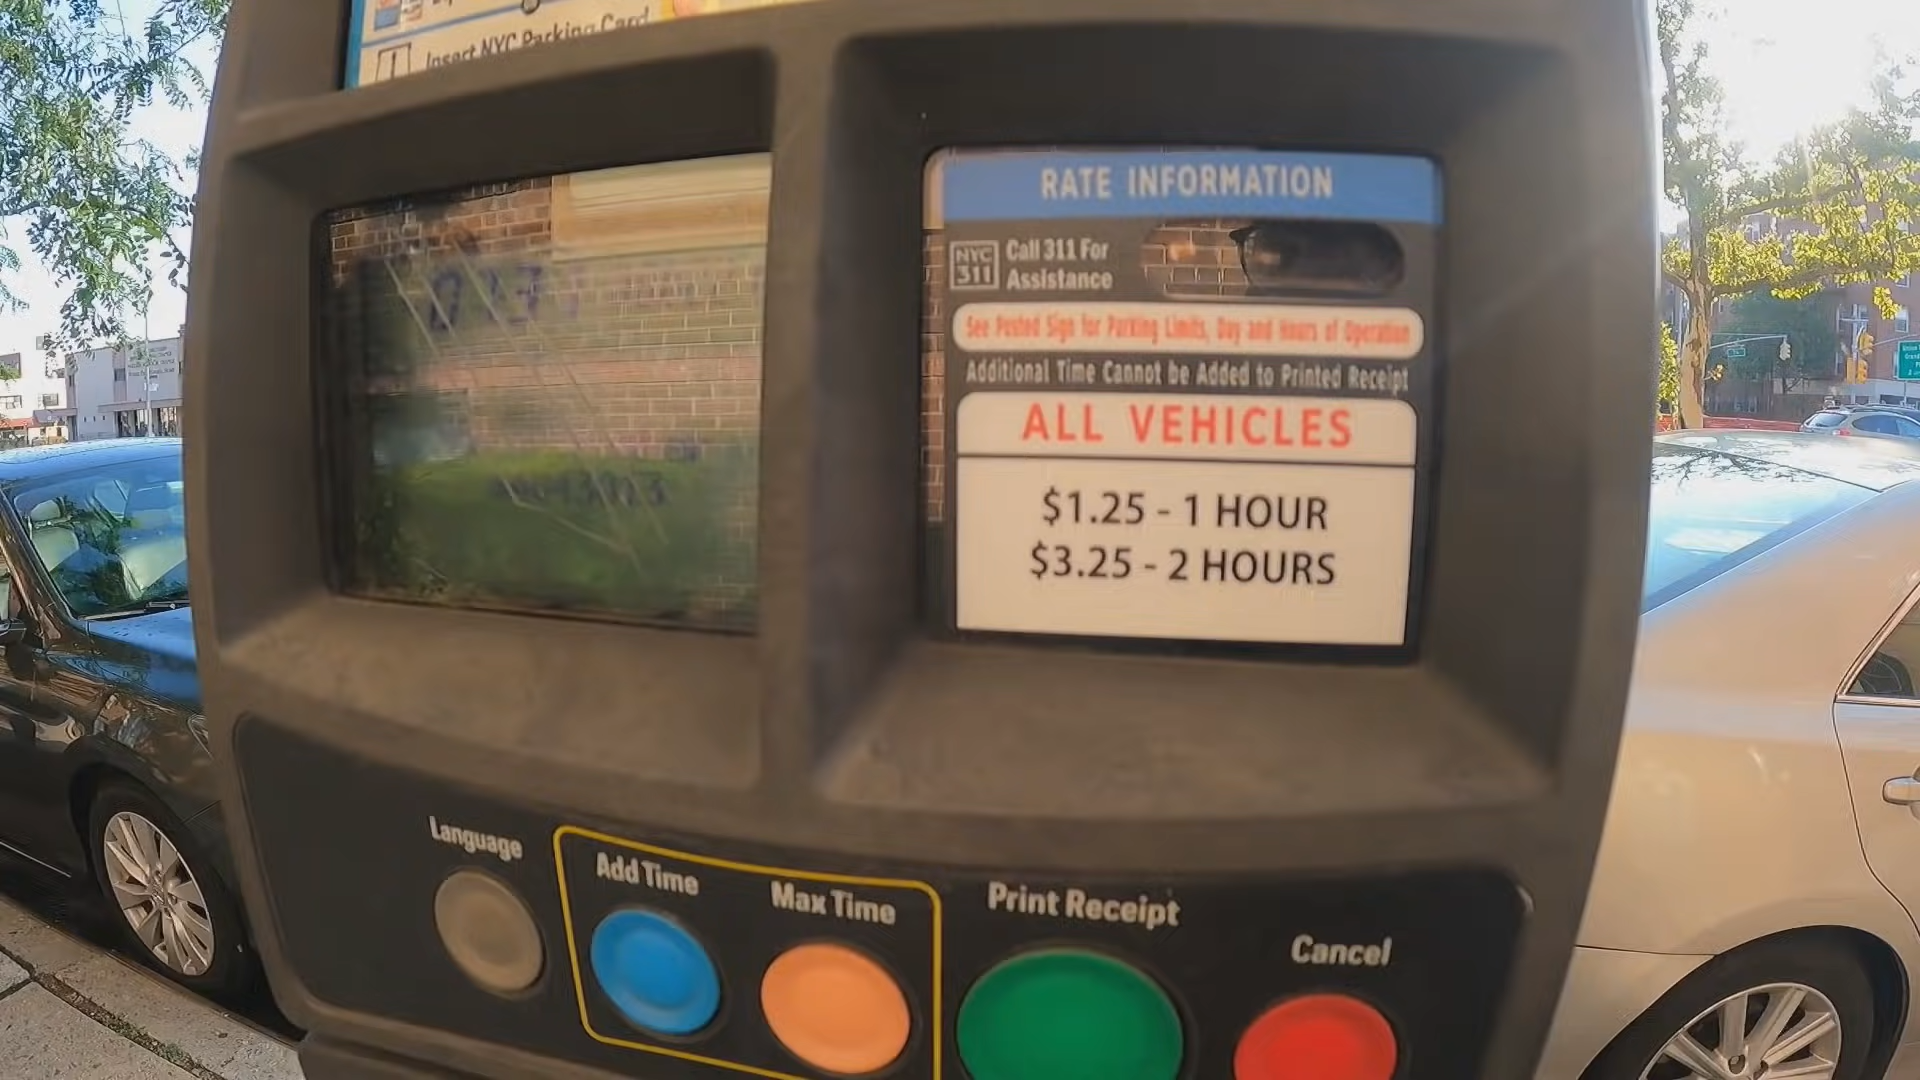 Insert NYC Parking Card
RATE INFORMATION
NYC
311
Call 311 For
Assistance
See Posted Sign for Parking Limits, Day and Hours of Operation
Additional Time Cannot be Added to Printed Receipt
ALL VEHICLES
$1.25 - 1 HOUR
$3.25 - 2 HOURS
Language
Add Time
Max Time
Print Receipt
Cancel